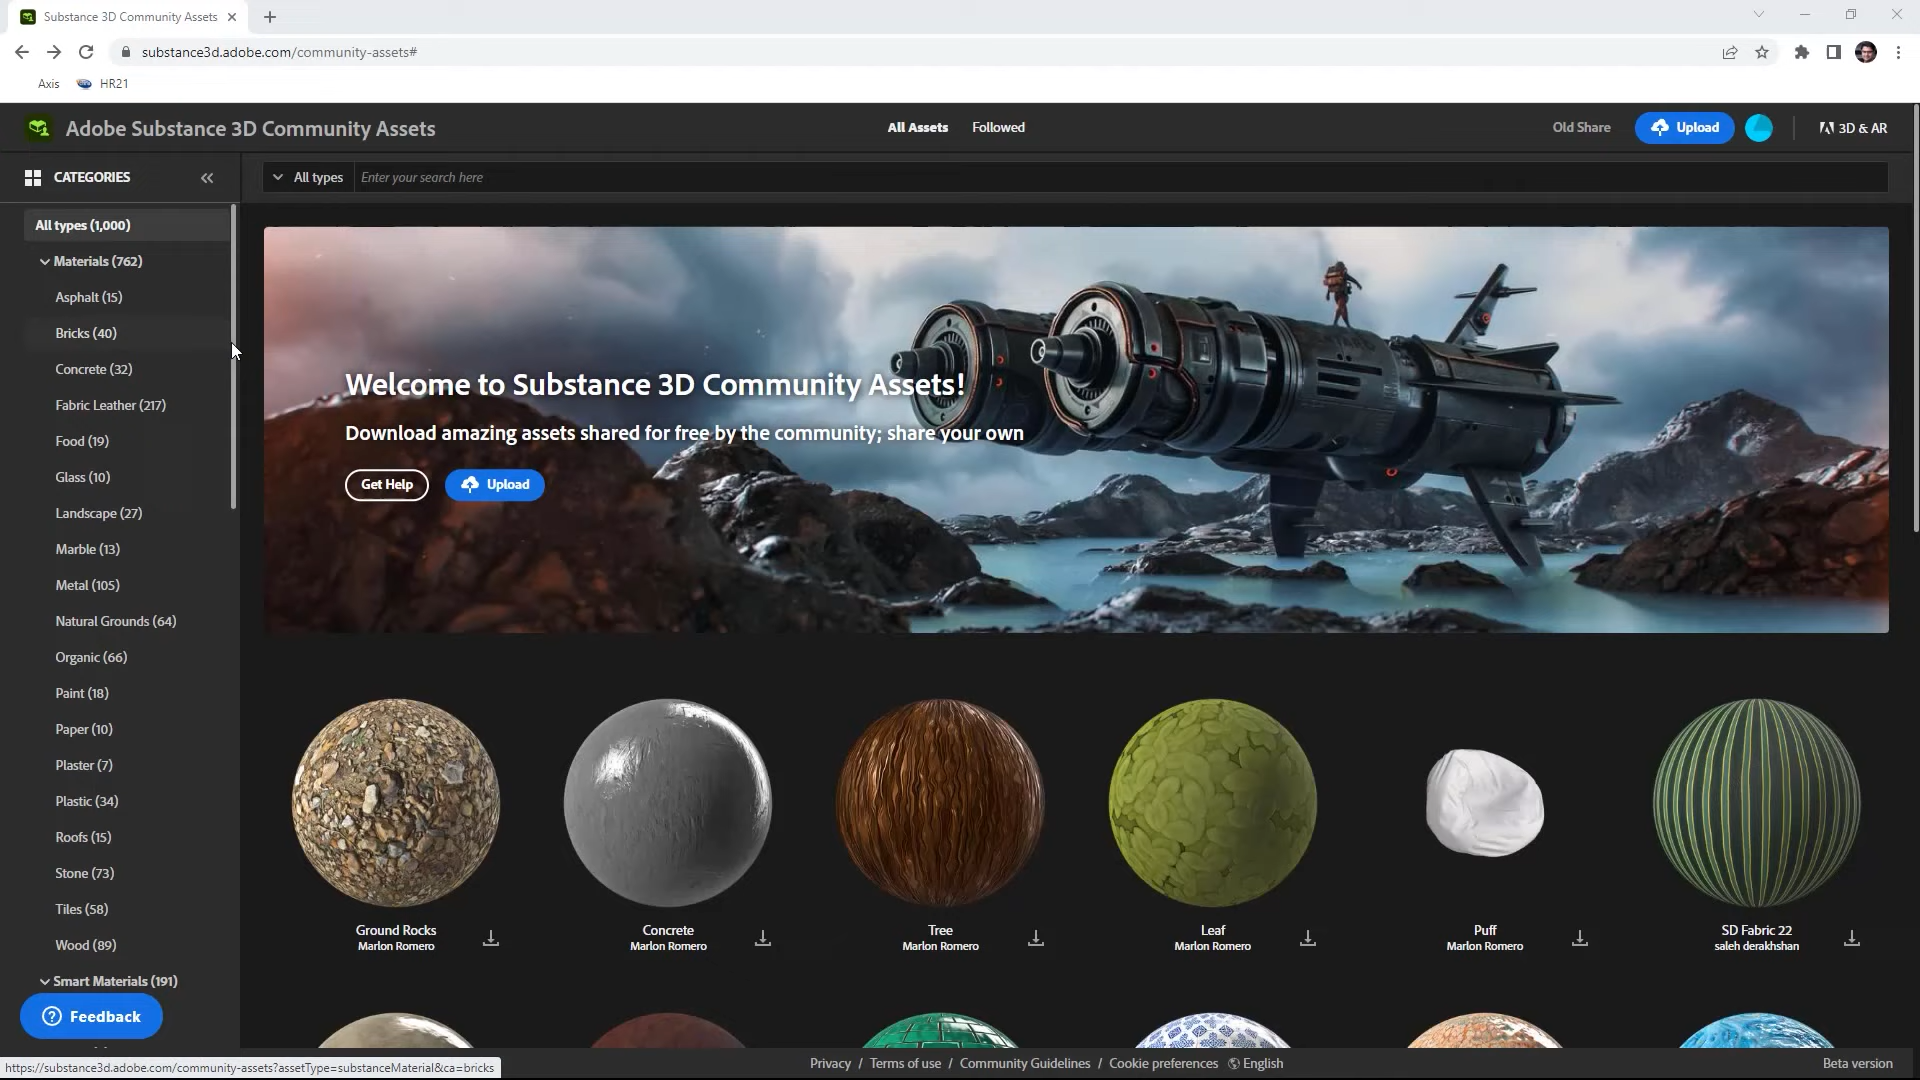 Substance 3D Community Assets
substance3d.adobe.com/community-assets#
Axis
HR21
Adobe Substance 3D Community Assets
All Assets
Followed
Old Share
Upload
3D & AR
CATEGORIES
All types
Enter your search here
All types (1,000)
Materials (762)
Asphalt (15)
Bricks (40)
Concrete (32)
Fabric Leather (217)
Food (19)
Glass (10)
Landscape (27)
Marble (13)
Metal (105)
Natural Grounds (64)
Organic (66)
Paint (18)
Paper (10)
Plaster (7)
Plastic (34)
Roofs (15)
Stone (73)
Tiles (58)
Wood (89)
Smart Materials (191)
Feedback
Welcome to Substance 3D Community Assets!
Download amazing assets shared for free by the community; share your own
Get Help
Upload
Ground Rocks
Marlon Romero
Concrete
Marlon Romero
Tree
Marlon Romero
Leaf
Marlon Romero
Puff
Marlon Romero
SD Fabric 22
saleh derakhshan
https://substance3d.adobe.com/community-assets?assetType=substanceMaterial&ca=bricks
Privacy / Terms of use / Community Guidelines / Cookie preferences English
Beta version